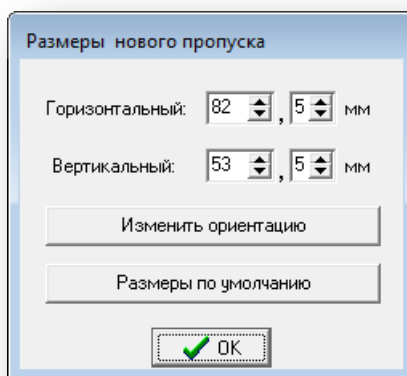 Размеры нового пропуска
Горизонтальный: 82 , 5 мм
Вертикальный: 53 , 5 мм
Изменить ориентацию
Размеры по умолчанию
OK